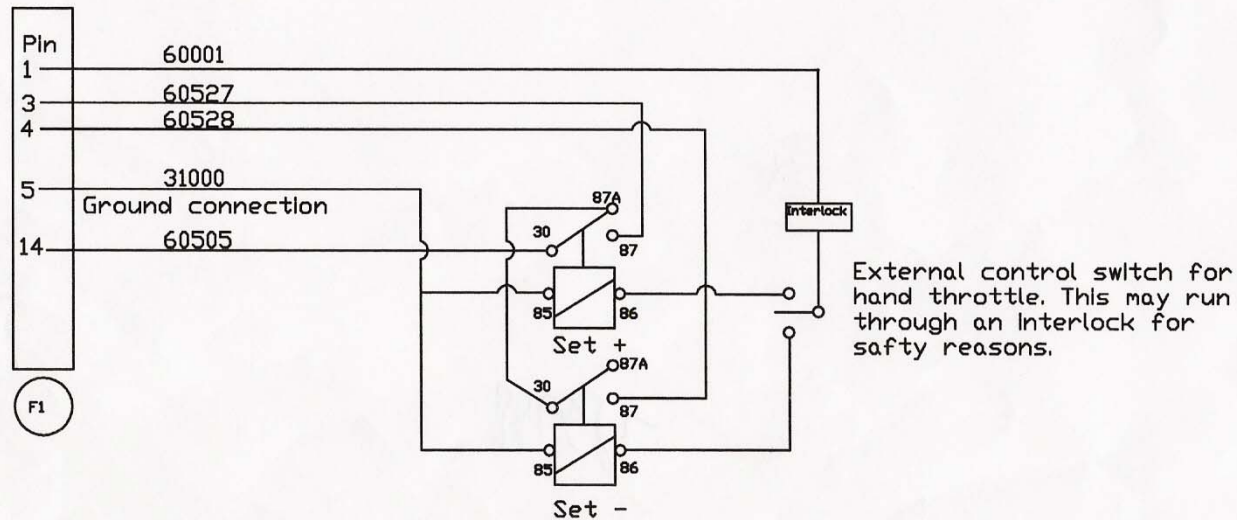 Pin
1 60001
3 60527
4 60528
5 31000
Ground connection
14 60505
87A
30
87
85 86
Set +
Interlock
External control switch for
hand throttle. This may run
through an interlock for
safty reasons.
87A
30
87
85 86
Set -
F1